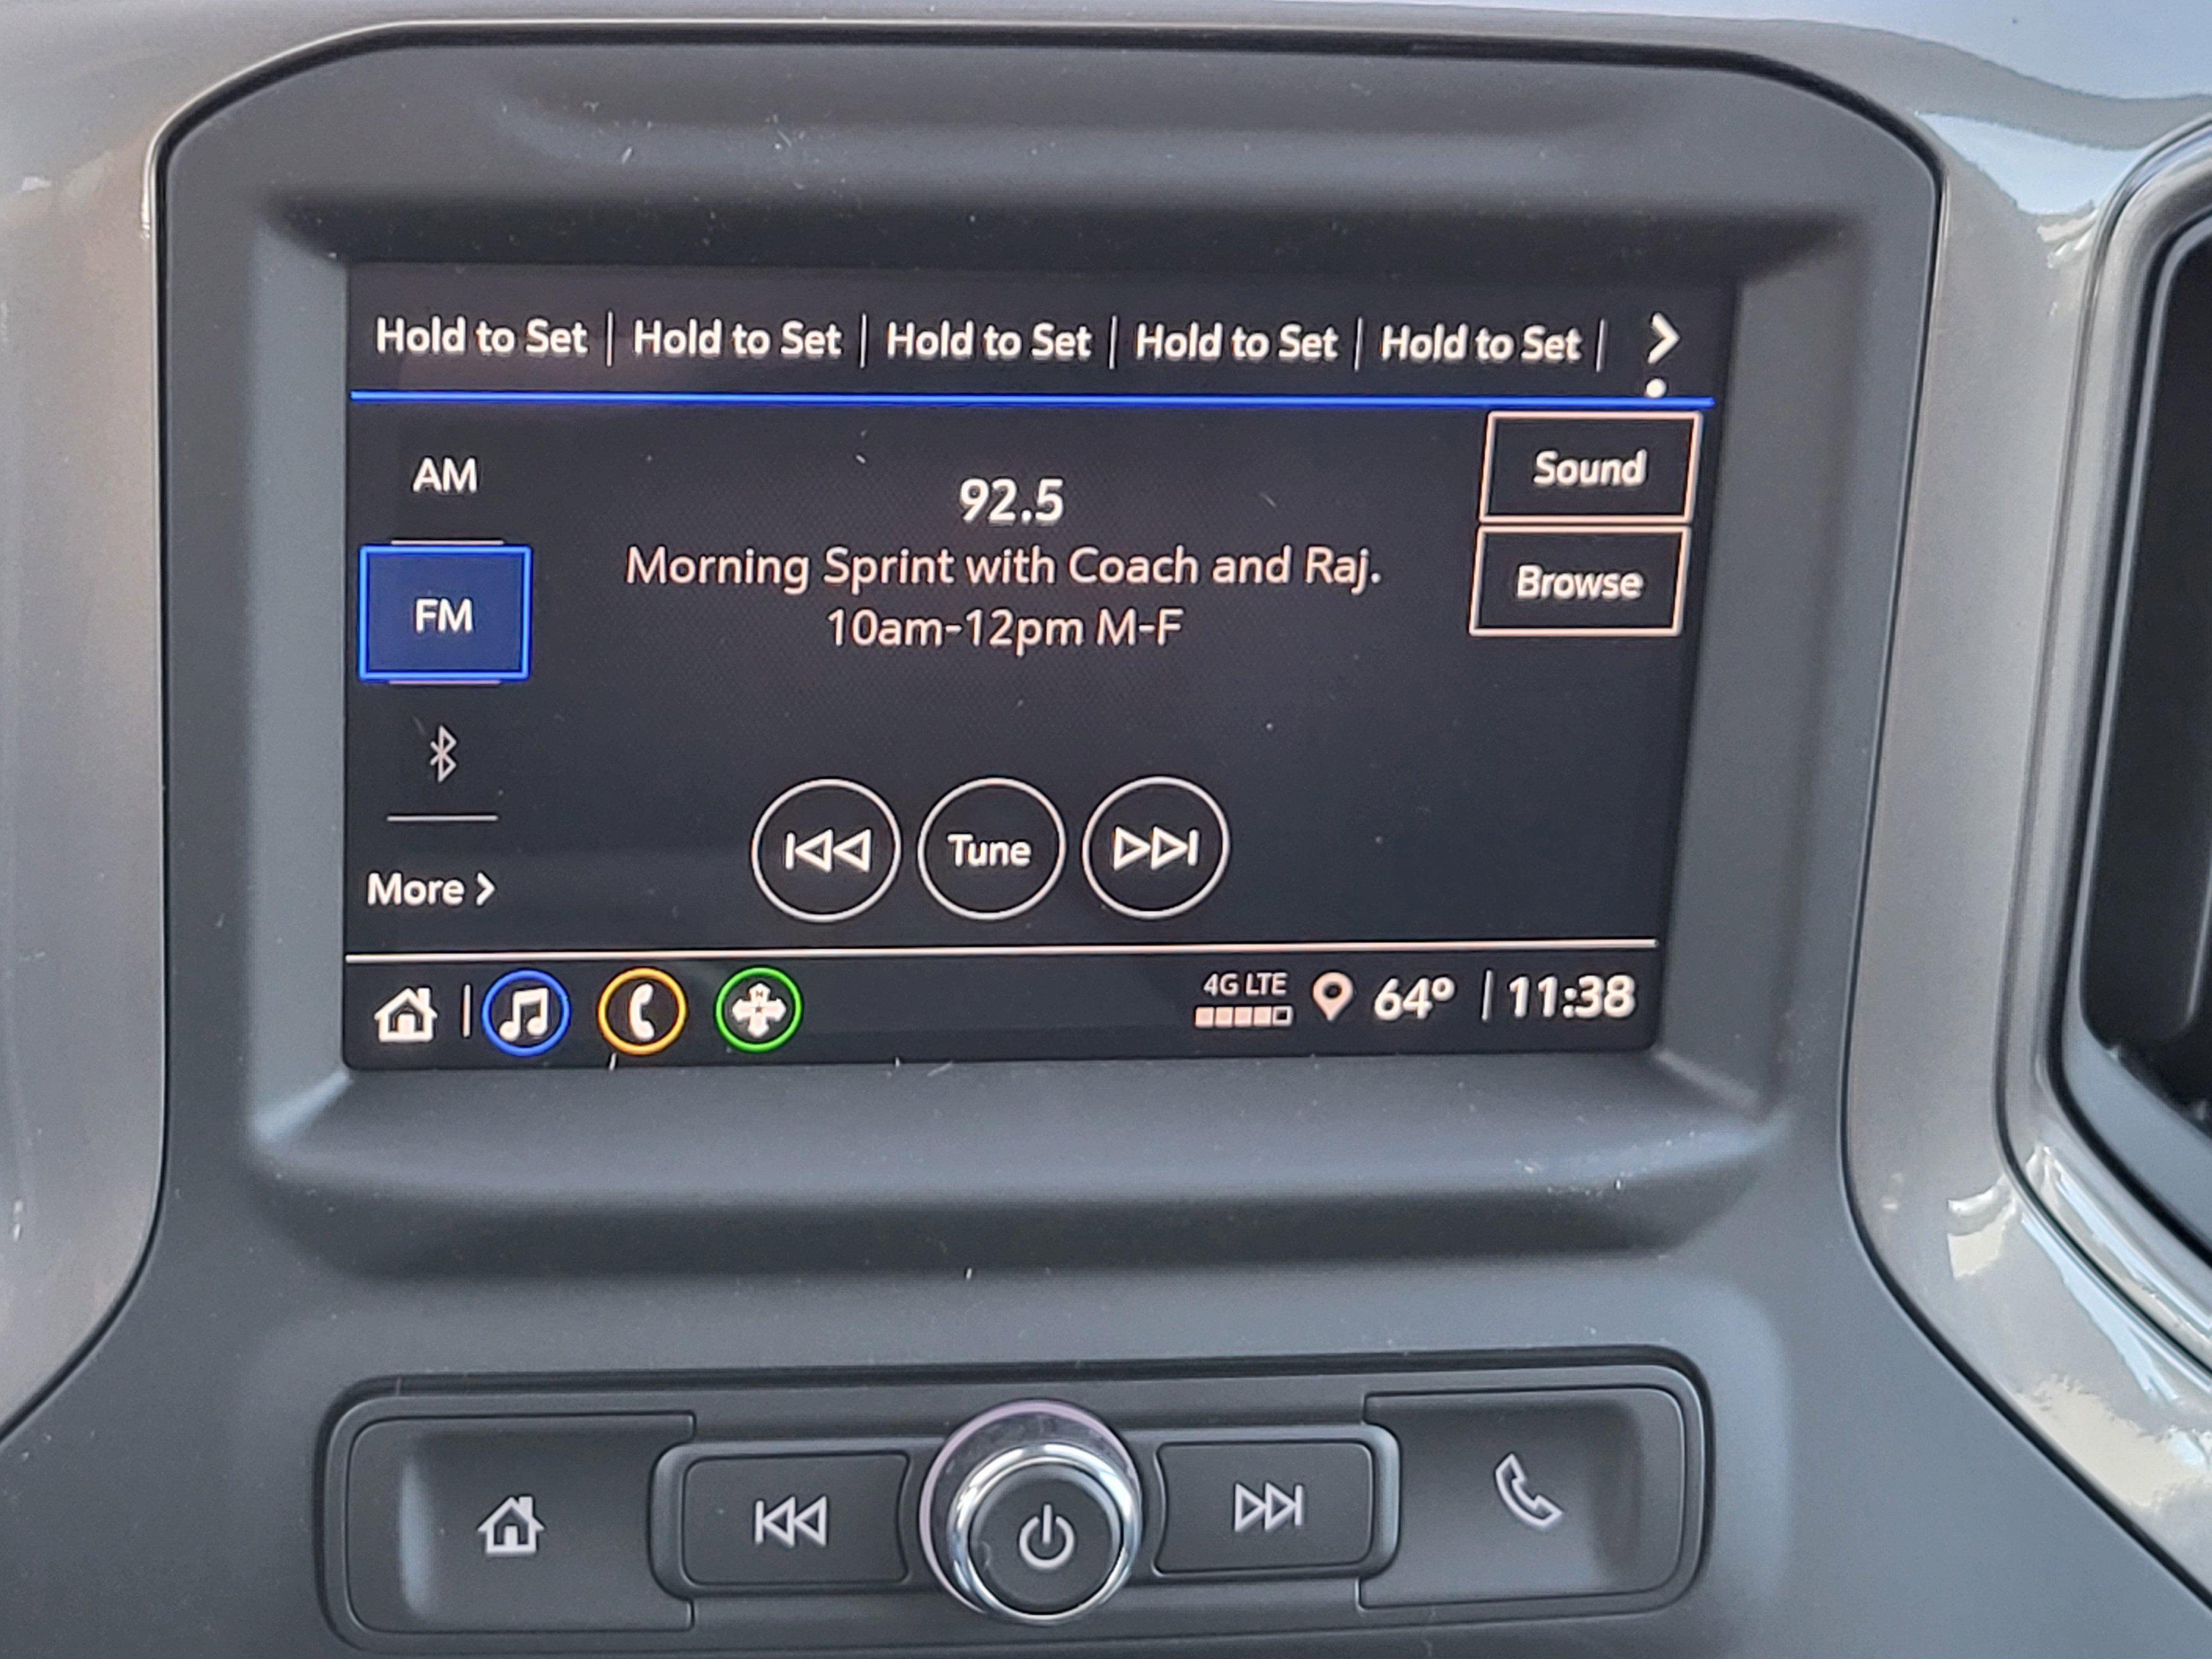 Hold to Set | Hold to Set | Hold to Set | Hold to Set | Hold to Set |
AM
92.5
Sound
Morning Sprint with Coach and Raj.
Browse
FM
10am-12pm M-F
Tune
More >
4G LTE
64° | 11:38